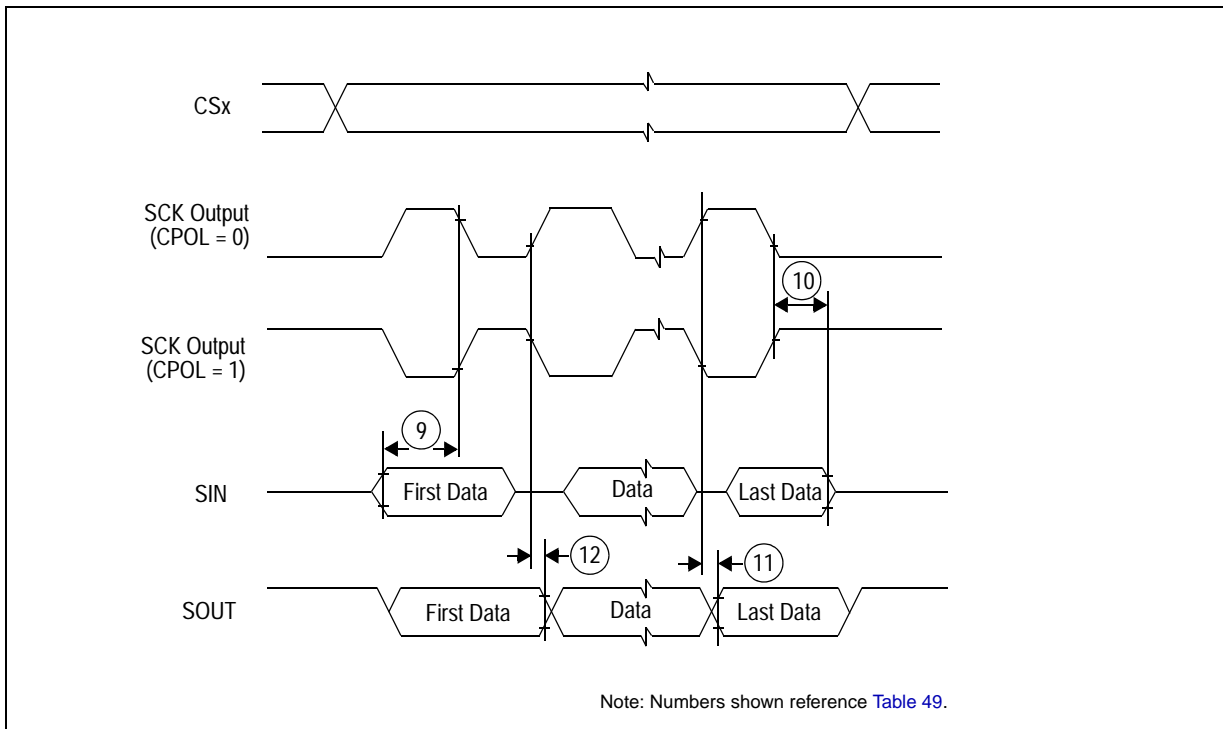 CSx
SCK Output
(CPOL = 0)
10
SCK Output
(CPOL = 1)
9
SIN
First Data
Data
Last Data
12
11
SOUT
First Data
Data
Last Data
Note: Numbers shown reference Table 49.